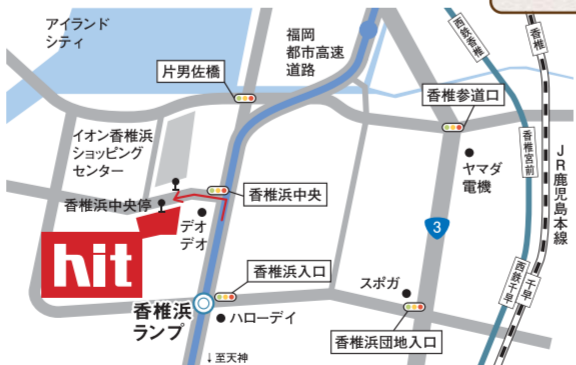 アイランド
シティ
福岡
都市高速
道路
西鉄香椎
香椎
片男佐橋
香椎参道口
イオン香椎浜
ショッピング
センター
香椎宮前
JR鹿児島本線
ヤマダ
電機
香椎浜中央
香椎浜中央停
デオ
デオ
3
hit
香椎浜入口
スポガ
西鉄千早
千早
香椎浜
ランプ
ハローデイ
香椎浜団地入口
↓至天神